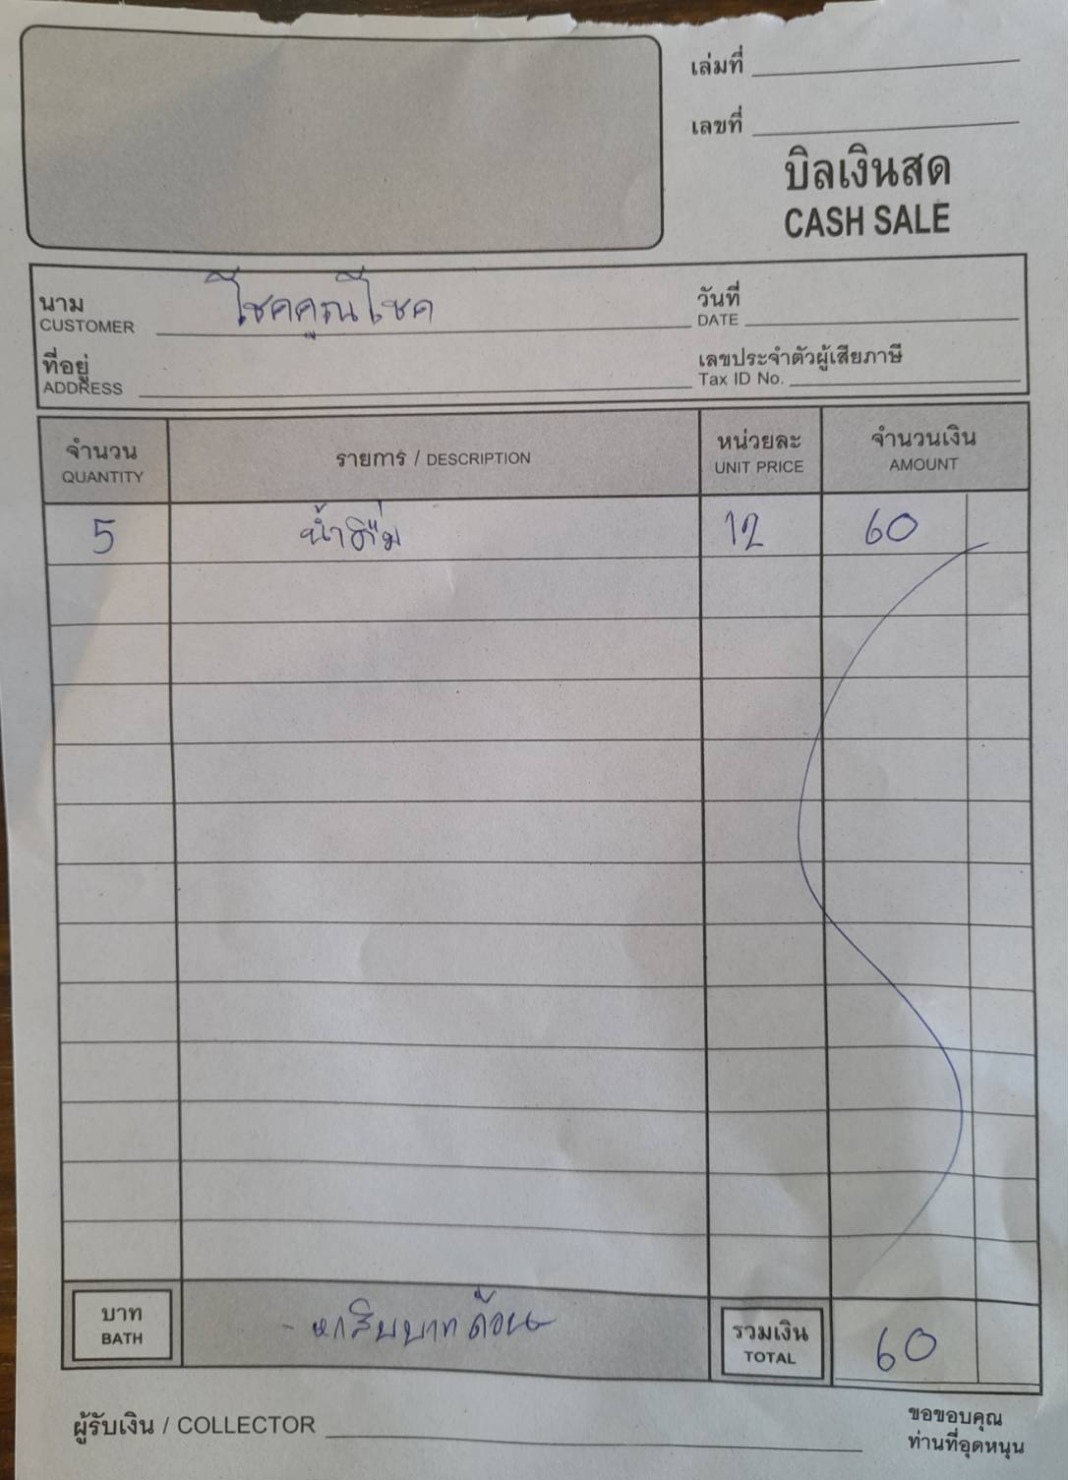 เล่มที่
เลขที่
บิลเงินสด
CASH SALE
นาม โชคคูณโชค วันที่
CUSTOMER DATE
ที่อยู่ เลขประจำตัวผู้เสียภาษี
ADDRESS Tax ID No.
จำนวน รายการ / DESCRIPTION หน่วยละ จำนวนเงิน
QUANTITY UNIT PRICE AMOUNT
5 น้ำดื่ม 12 60
บาท - หกสิบบาทถ้วน - รวมเงิน 60
BATH TOTAL
ผู้รับเงิน / COLLECTOR ขอขอบคุณ
ท่านที่อุดหนุน